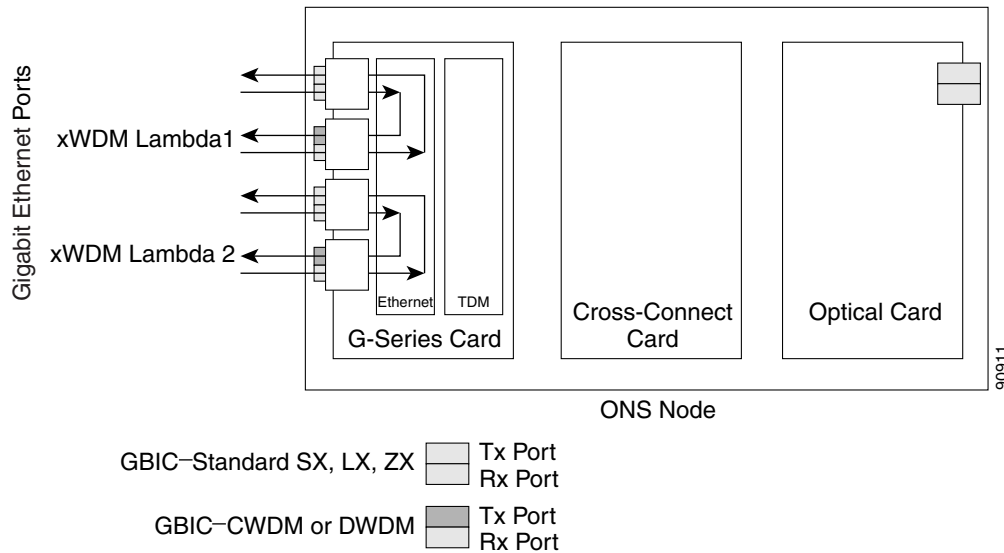 Gigabit Ethernet Ports
xWDM Lambda1
xWDM Lambda 2
Ethernet
TDM
G-Series Card
Cross-Connect
Card
Optical Card
90911
ONS Node
GBIC–Standard SX, LX, ZX
Tx Port
Rx Port
GBIC–CWDM or DWDM
Tx Port
Rx Port